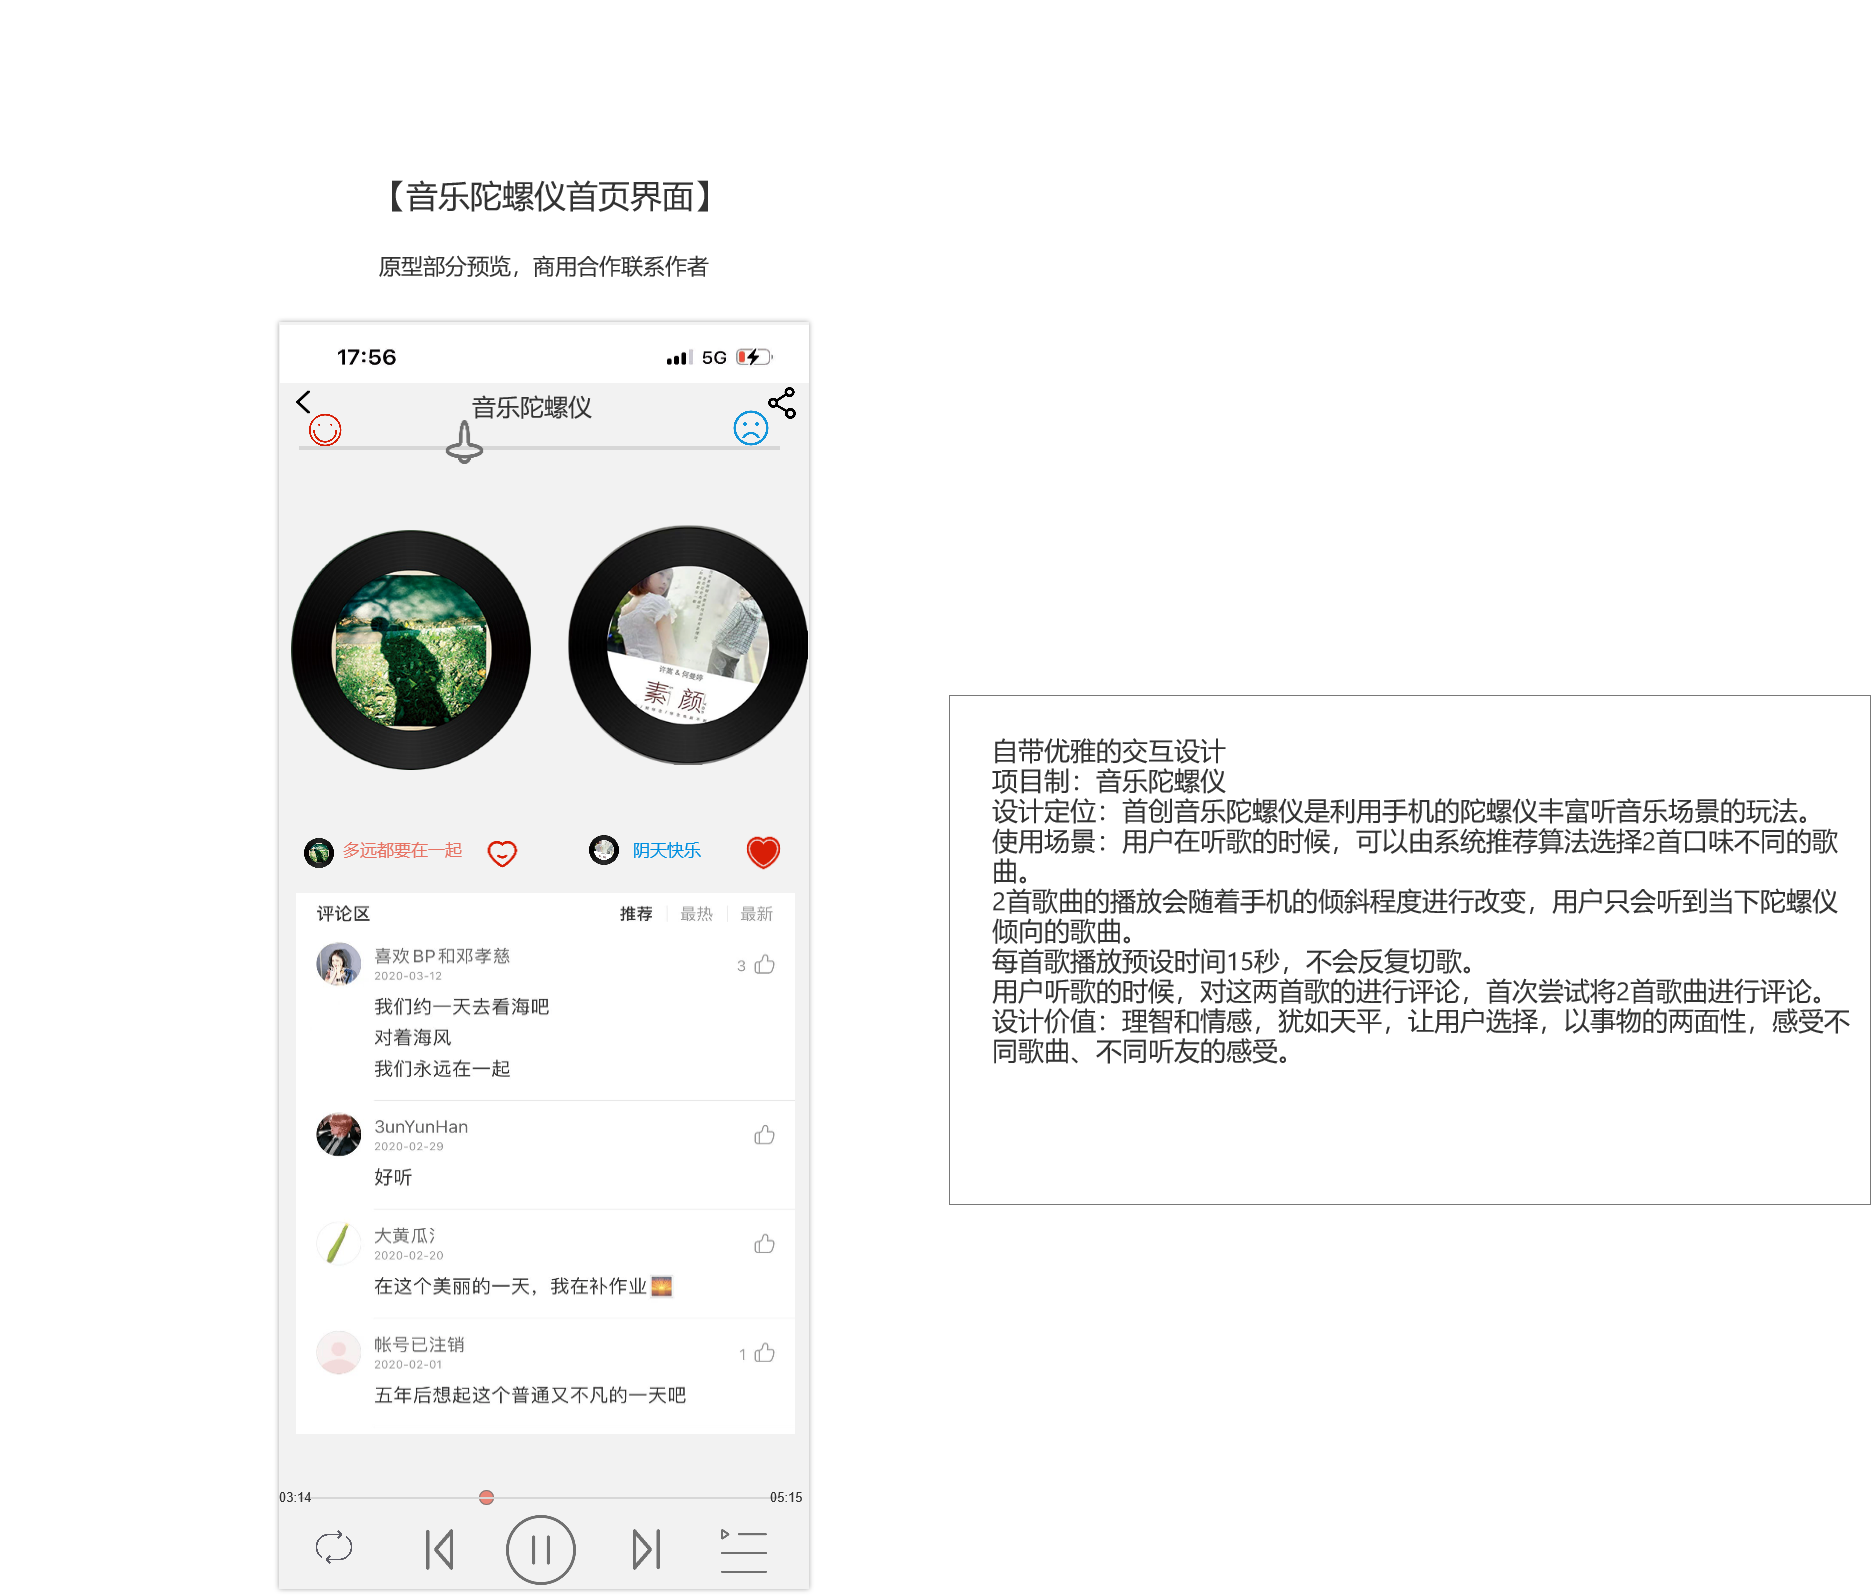 【音乐陀螺仪首页界面】
原型部分预览，商用合作联系作者
17:56
5G
音乐陀螺仪
许嵩 & 何曼婷
素颜
多远都要在一起
阴天快乐
评论区
推荐
最热
最新
喜欢BP和邓孝慈
2020-03-12
3
我们约一天去看海吧
对着海风
我们永远在一起
3unYunHan
2020-02-29
好听
大黄瓜氵
2020-02-20
在这个美丽的一天，我在补作业🌅
帐号已注销
2020-02-01
1
五年后想起这个普通又不凡的一天吧
03:14
05:15
自带优雅的交互设计
项目制：音乐陀螺仪
设计定位：首创音乐陀螺仪是利用手机的陀螺仪丰富听音乐场景的玩法。
使用场景：用户在听歌的时候，可以由系统推荐算法选择2首口味不同的歌
曲。
2首歌曲的播放会随着手机的倾斜程度进行改变，用户只会听到当下陀螺仪
倾向的歌曲。
每首歌播放预设时间15秒，不会反复切歌。
用户听歌的时候，对这两首歌的进行评论，首次尝试将2首歌曲进行评论。
设计价值：理智和情感，犹如天平，让用户选择，以事物的两面性，感受不
同歌曲、不同听友的感受。